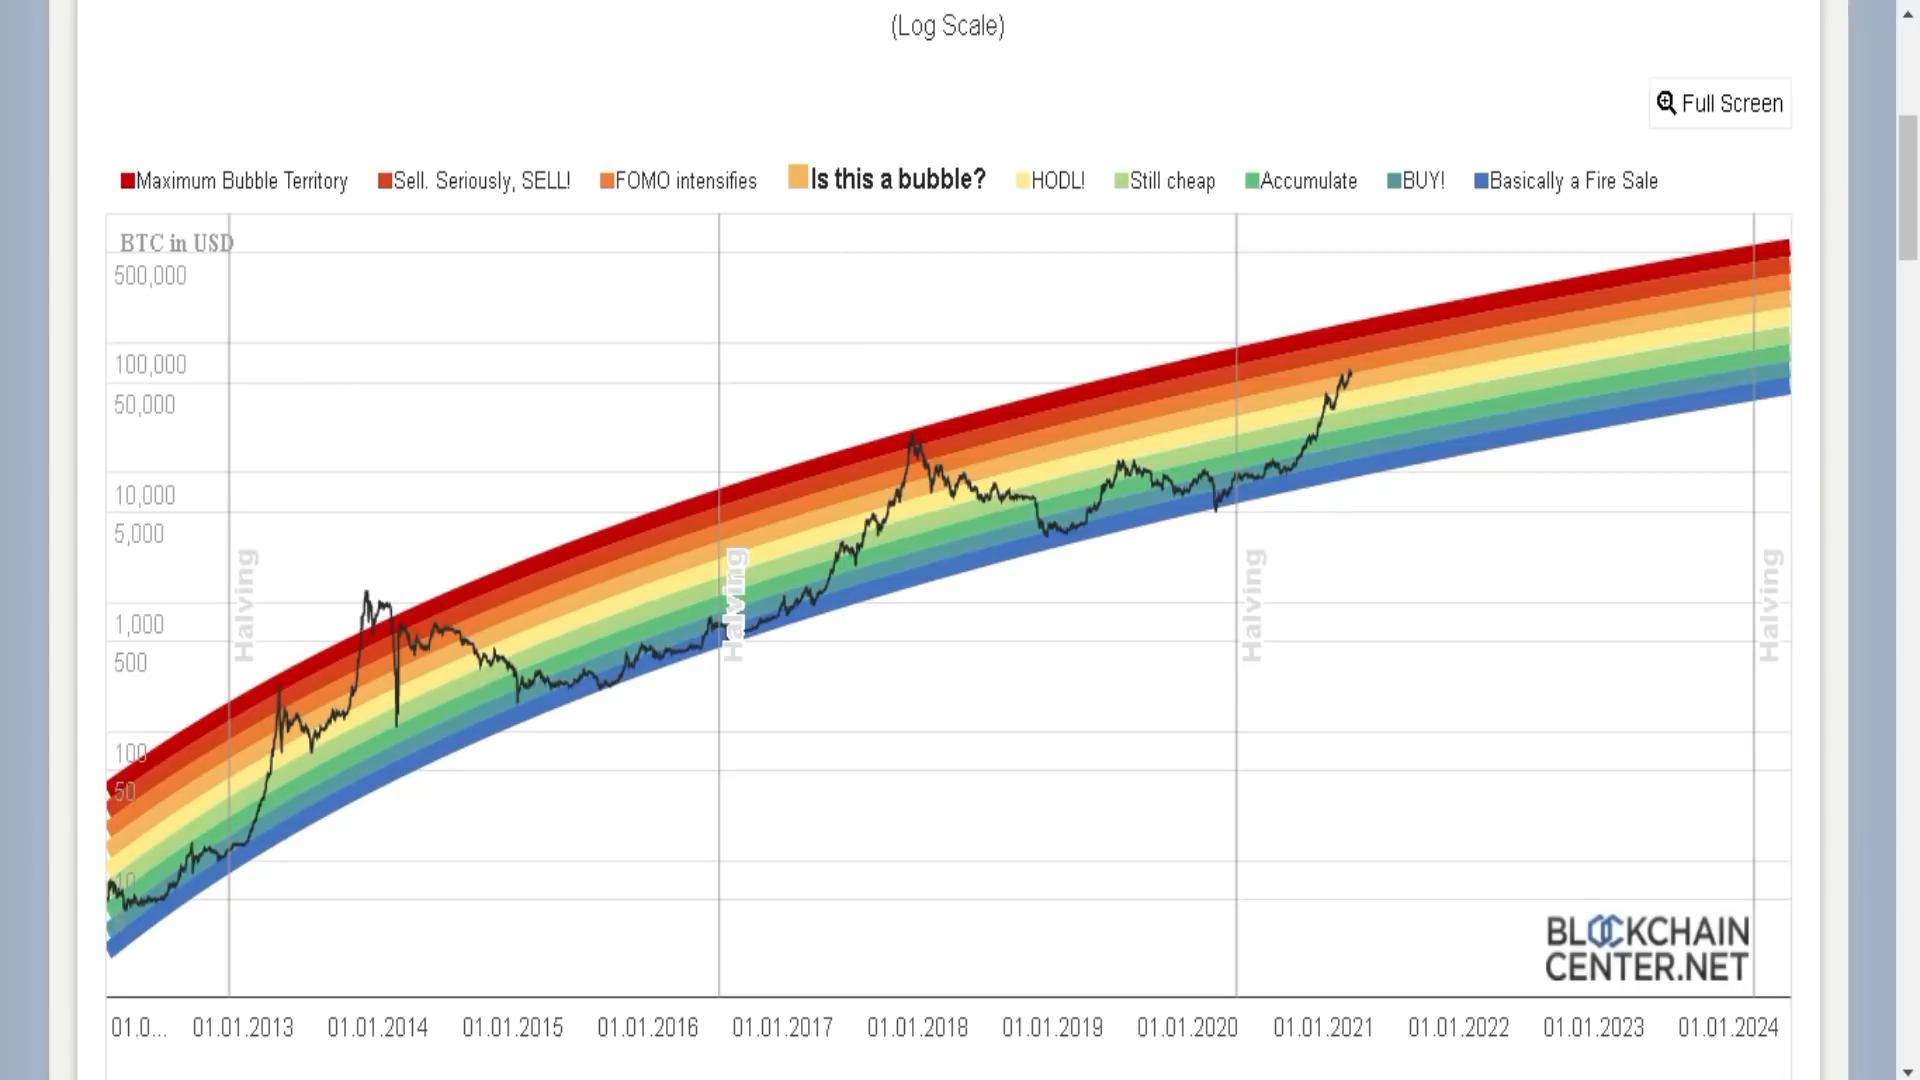 (Log Scale)
Full Screen
Maximum Bubble Territory Sell. Seriously, SELL! FOMO intensifies Is this a bubble? HODL! Still cheap Accumulate BUY! Basically a Fire Sale
BTC in USD
500,000
100,000
50,000
10,000
5,000
1,000
500
100
50
10
Halving
Halving
Halving
Halving
BLOCKCHAIN
CENTER.NET
01.0... 01.01.2013 01.01.2014 01.01.2015 01.01.2016 01.01.2017 01.01.2018 01.01.2019 01.01.2020 01.01.2021 01.01.2022 01.01.2023 01.01.2024